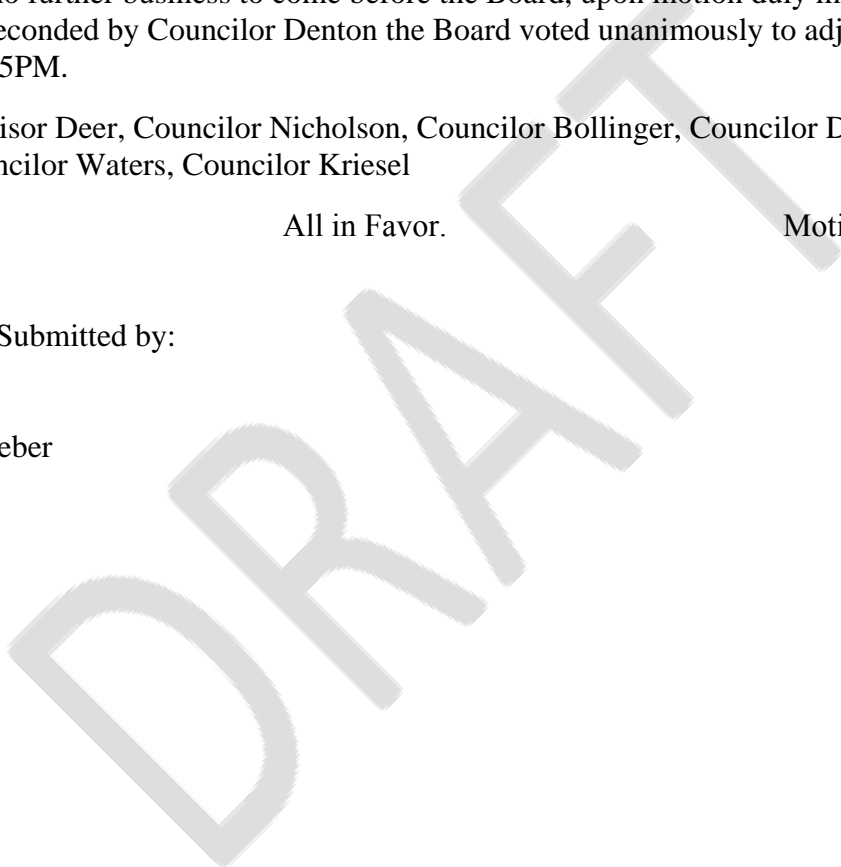 no further business to come before the Board, upon motion duly m
econded by Councilor Denton the Board voted unanimously to adj
5PM.
isor Deer, Councilor Nicholson, Councilor Bollinger, Councilor D
ncilor Waters, Councilor Kriesel
All in Favor. Moti
Submitted by:
eber
DRAFT